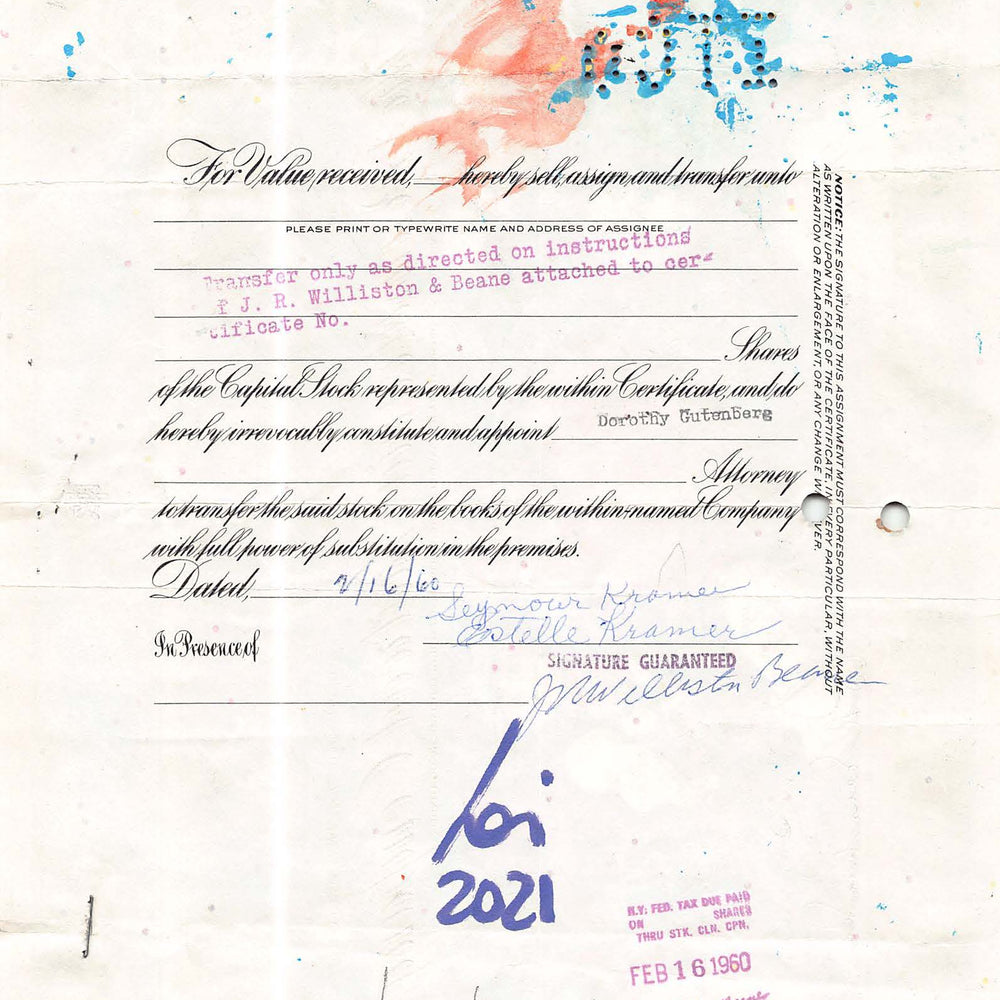 For Value received, ____ hereby sell, assign, and transfer unto
PLEASE PRINT OR TYPEWRITE NAME AND ADDRESS OF ASSIGNEE
Transfer only as directed on instructions
f J. R. Williston & Beane attached to cer-
tificate No.
Shares
of the Capital Stock represented by the within Certificate, and do
hereby irrevocably constitute and appoint Dorothy Gutenberg
Attorney
to transfer the said stock on the books of the within-named Company
with full power of substitution in the premises.
Dated, 2/16/60
Seymour Kramer
Estelle Kramer
In Presence of
SIGNATURE GUARANTEED
J R Williston Beane
2021
N.Y. FED. TAX DUE PAID
ON SHARES
THRU STK. CLN. CPN.
FEB 16 1960
NOTICE: THE SIGNATURE TO THIS ASSIGNMENT MUST CORRESPOND WITH THE NAME
AS WRITTEN UPON THE FACE OF THE CERTIFICATE, IN EVERY PARTICULAR, WITHOUT
ALTERATION OR ENLARGEMENT, OR ANY CHANGE W VER.